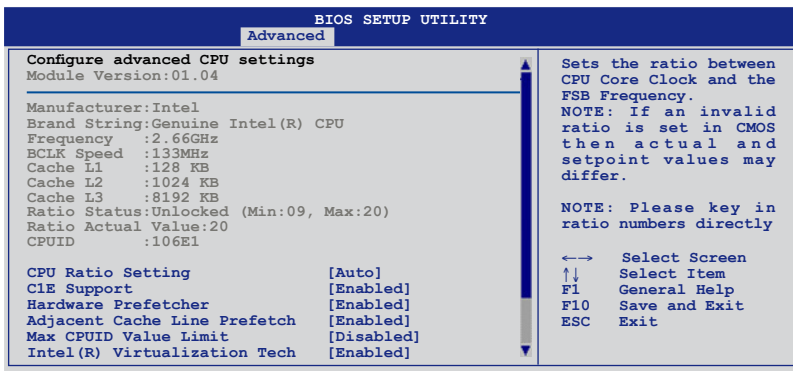 BIOS SETUP UTILITY
Advanced
Configure advanced CPU settings
Module Version:01.04
Manufacturer:Intel
Brand String:Genuine Intel(R) CPU
Frequency :2.66GHz
BCLK Speed :133MHz
Cache L1 :128 KB
Cache L2 :1024 KB
Cache L3 :8192 KB
Ratio Status:Unlocked (Min:09, Max:20)
Ratio Actual Value:20
CPUID :106E1
CPU Ratio Setting [Auto]
C1E Support [Enabled]
Hardware Prefetcher [Enabled]
Adjacent Cache Line Prefetch [Enabled]
Max CPUID Value Limit [Disabled]
Intel(R) Virtualization Tech [Enabled]
Sets the ratio between
CPU Core Clock and the
FSB Frequency.
NOTE: If an invalid
ratio is set in CMOS
then actual and
setpoint values may
differ.
NOTE: Please key in
ratio numbers directly
←→ Select Screen
↑↓ Select Item
F1 General Help
F10 Save and Exit
ESC Exit